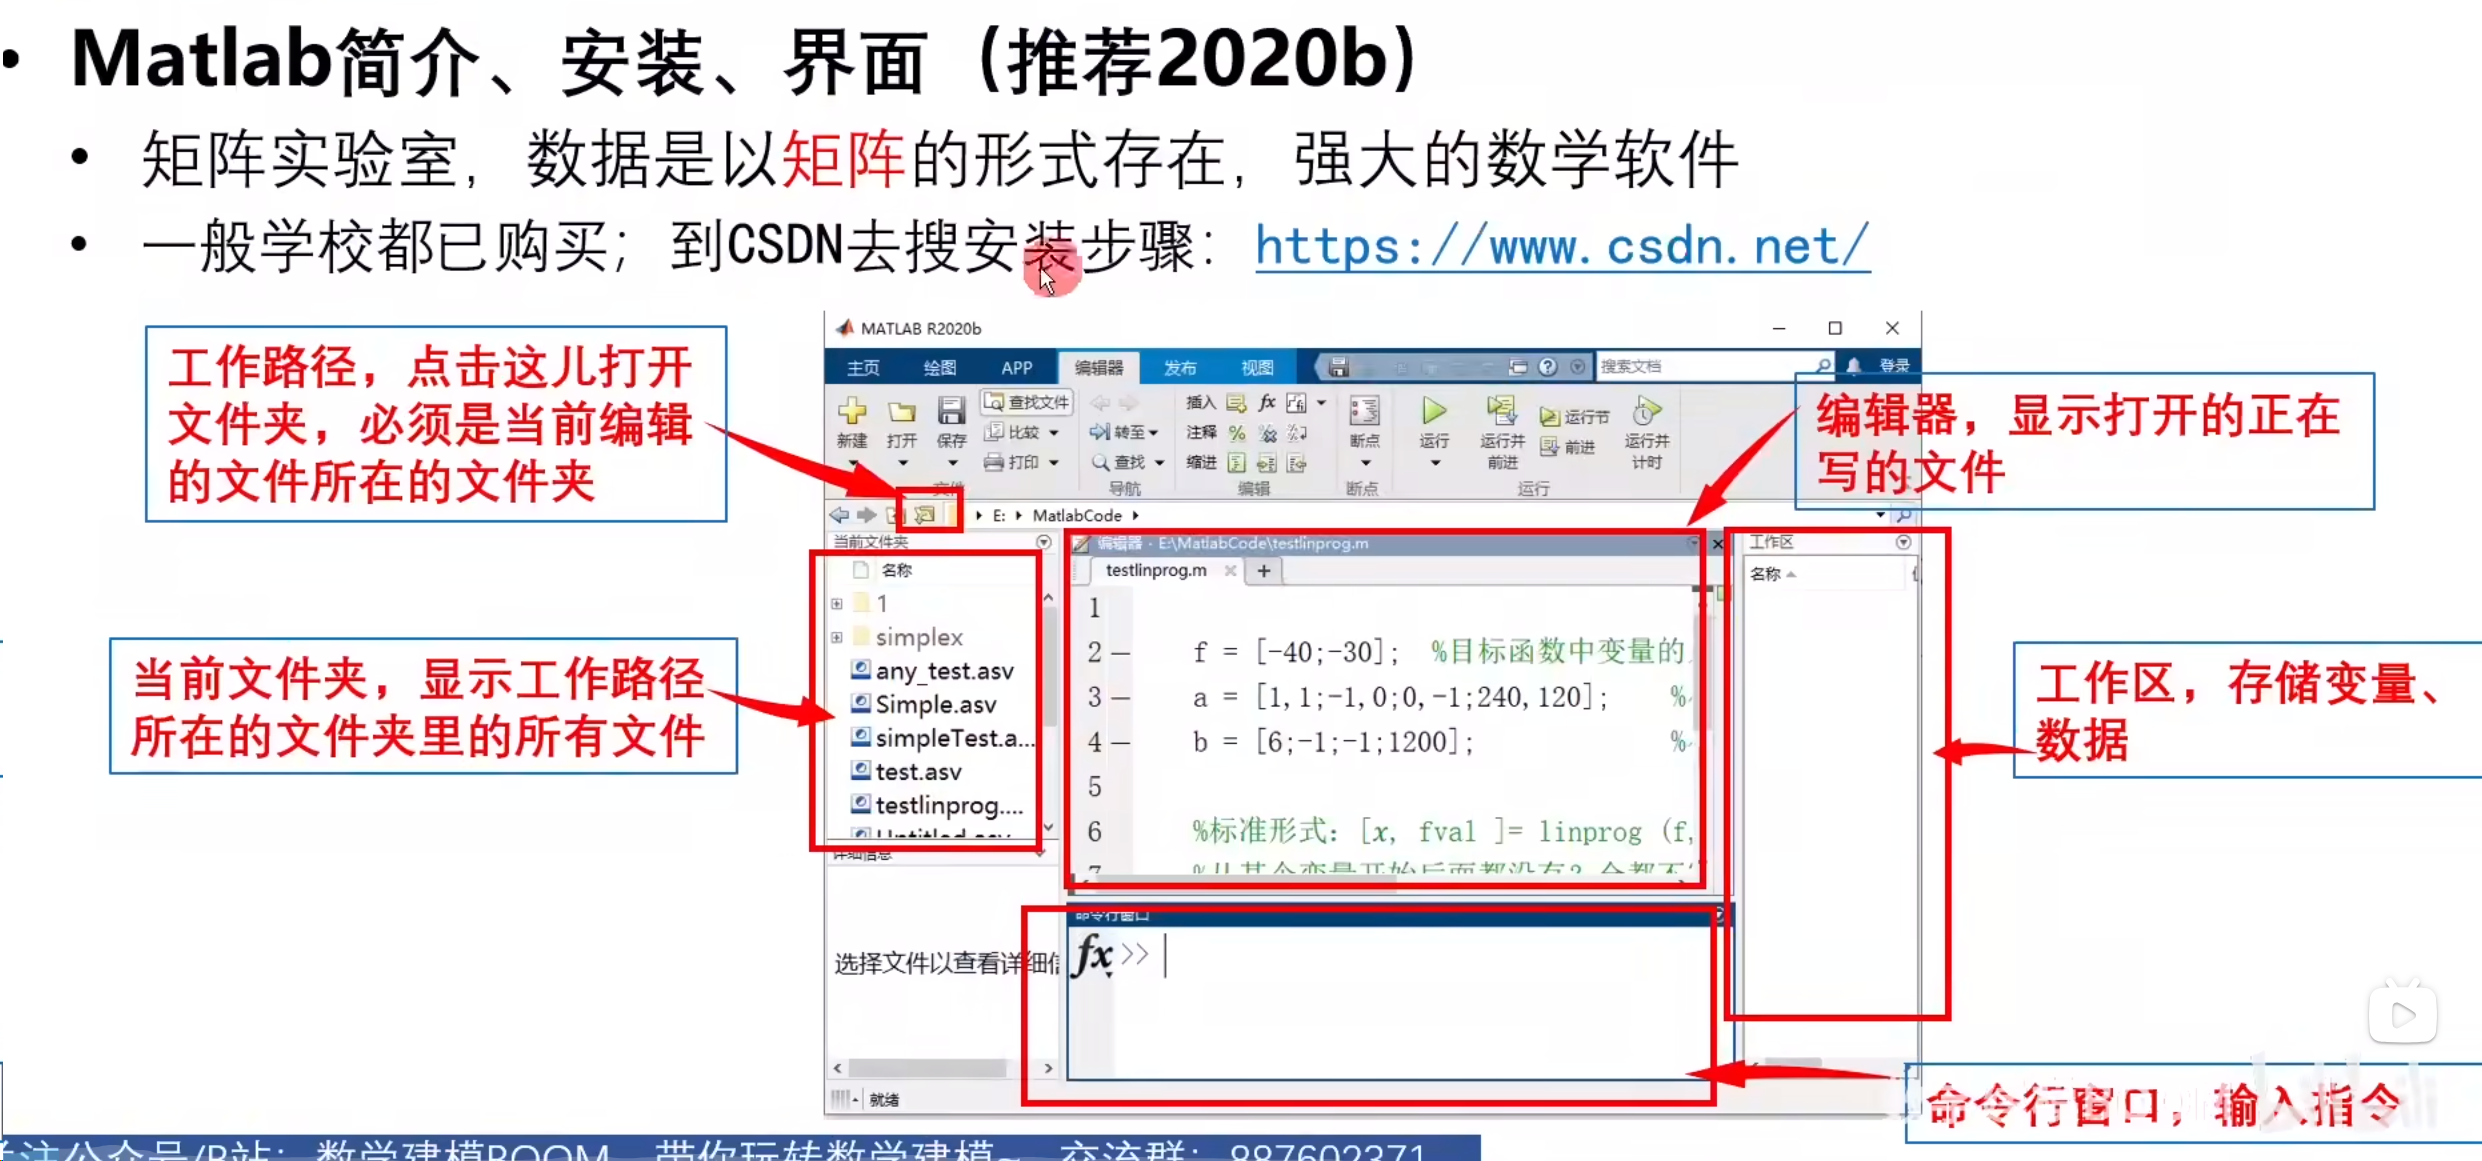 • Matlab简介、安装、界面（推荐2020b）
• 矩阵实验室，数据是以矩阵的形式存在，强大的数学软件
• 一般学校都已购买；到CSDN去搜安装步骤：https://www.csdn.net/
工作路径，点击这儿打开
文件夹，必须是当前编辑
的文件所在的文件夹
当前文件夹，显示工作路径
所在的文件夹里的所有文件
MATLAB R2020b
主页 绘图 APP 编辑器 发布 视图 搜索文档 登录
新建 打开 保存 查找文件 比较 打印
转至 查找
插入 fx
注释
缩进
断点 运行 运行并前进 运行节 前进 运行并计时
文件 导航 编辑 断点 运行
E: MatlabCode
当前文件夹
名称
1
simplex
any_test.asv
Simple.asv
simpleTest.a...
test.asv
testlinprog....
Untitled.asv
详细信息
选择文件以查看详细信
就绪
编辑器 - E:\MatlabCode\testlinprog.m
testlinprog.m
1
2 — f = [-40;-30]; %目标函数中变量的
3 — a = [1,1;-1,0;0,-1;240,120]; %
4 — b = [6;-1;-1;1200]; %
5
6 %标准形式：[x, fval ]= linprog (f,
7
命令行窗口
fx >>
工作区
名称
编辑器，显示打开的正在
写的文件
工作区，存储变量、
数据
命令行窗口，输入指令
注公众号/B站：数学建模BOOM，带你玩转数学建模~ 交流群：887602371